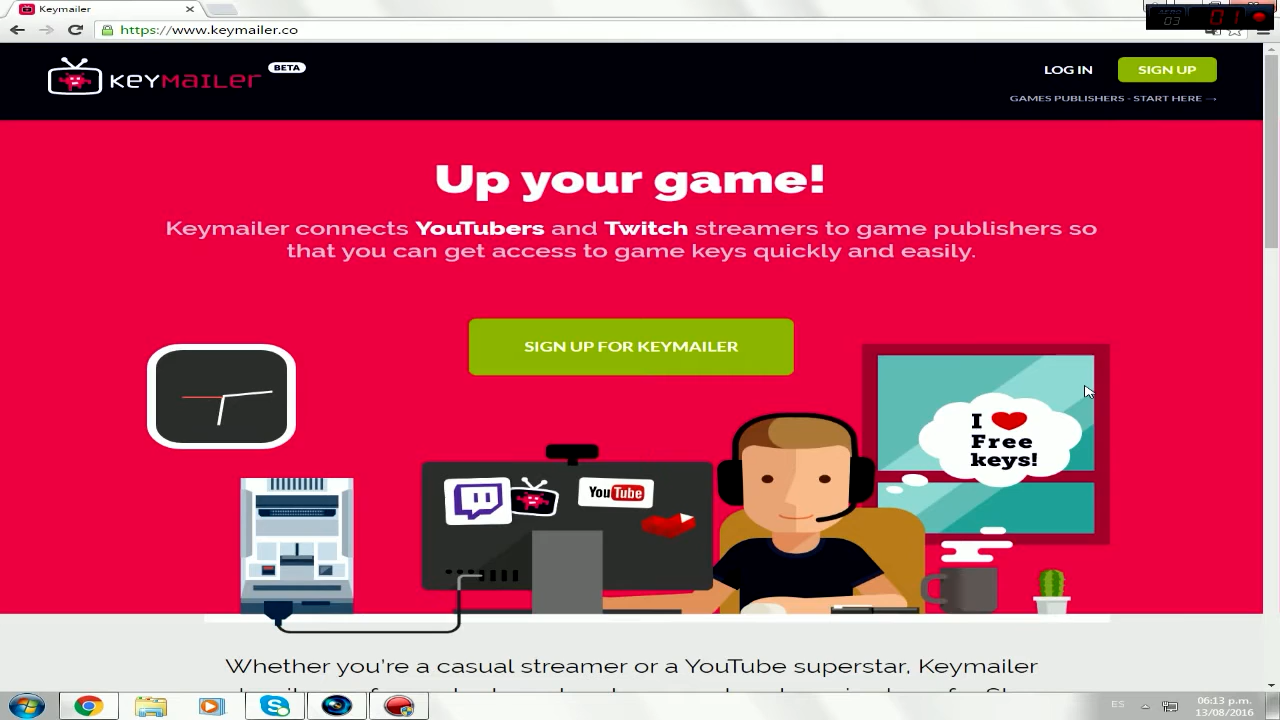 Keymailer
https://www.keymailer.co
03 01
KEYMAILER BETA
LOG IN
SIGN UP
GAMES PUBLISHERS - START HERE →
Up your game!
Keymailer connects YouTubers and Twitch streamers to game publishers so
that you can get access to game keys quickly and easily.
SIGN UP FOR KEYMAILER
I
Free
keys!
You Tube
Whether you're a casual streamer or a YouTube superstar, Keymailer
ES
06:13 p.m.
13/08/2016